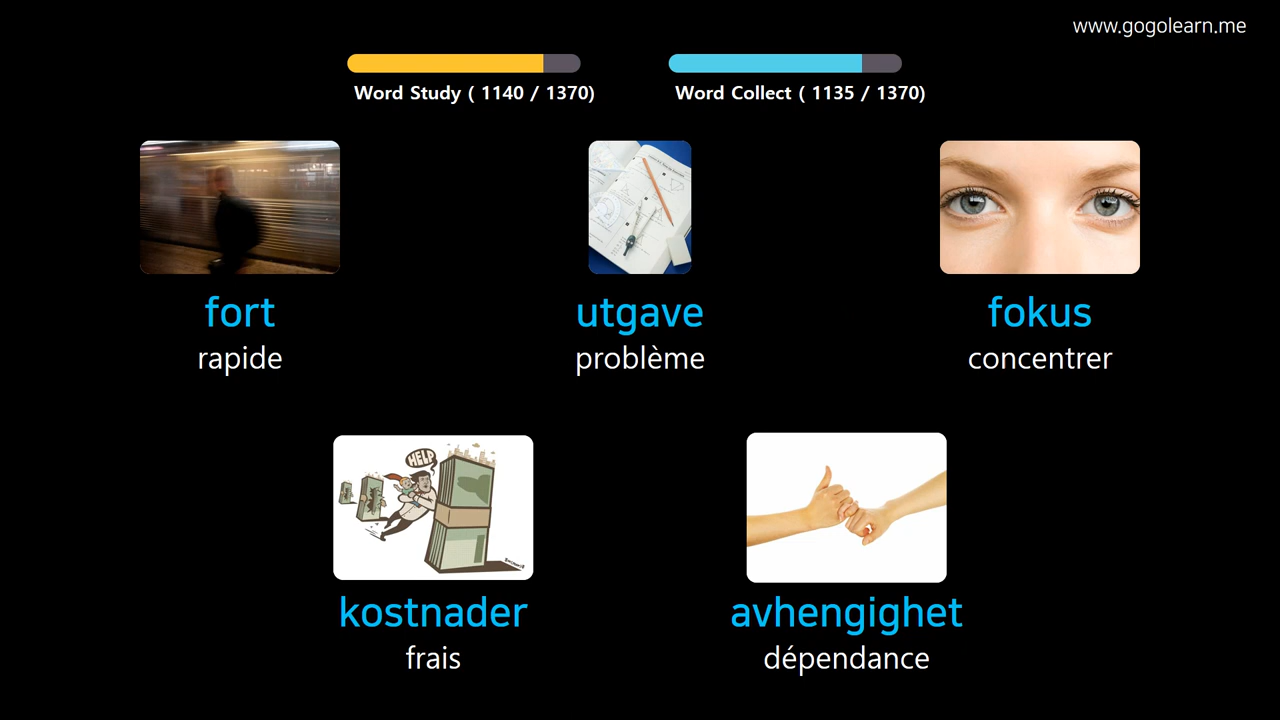 www.gogolearn.me
Word Study ( 1140 / 1370)
Word Collect ( 1135 / 1370)
fort
rapide
utgave
problème
fokus
concentrer
HELP
kostnader
frais
avhengighet
dépendance